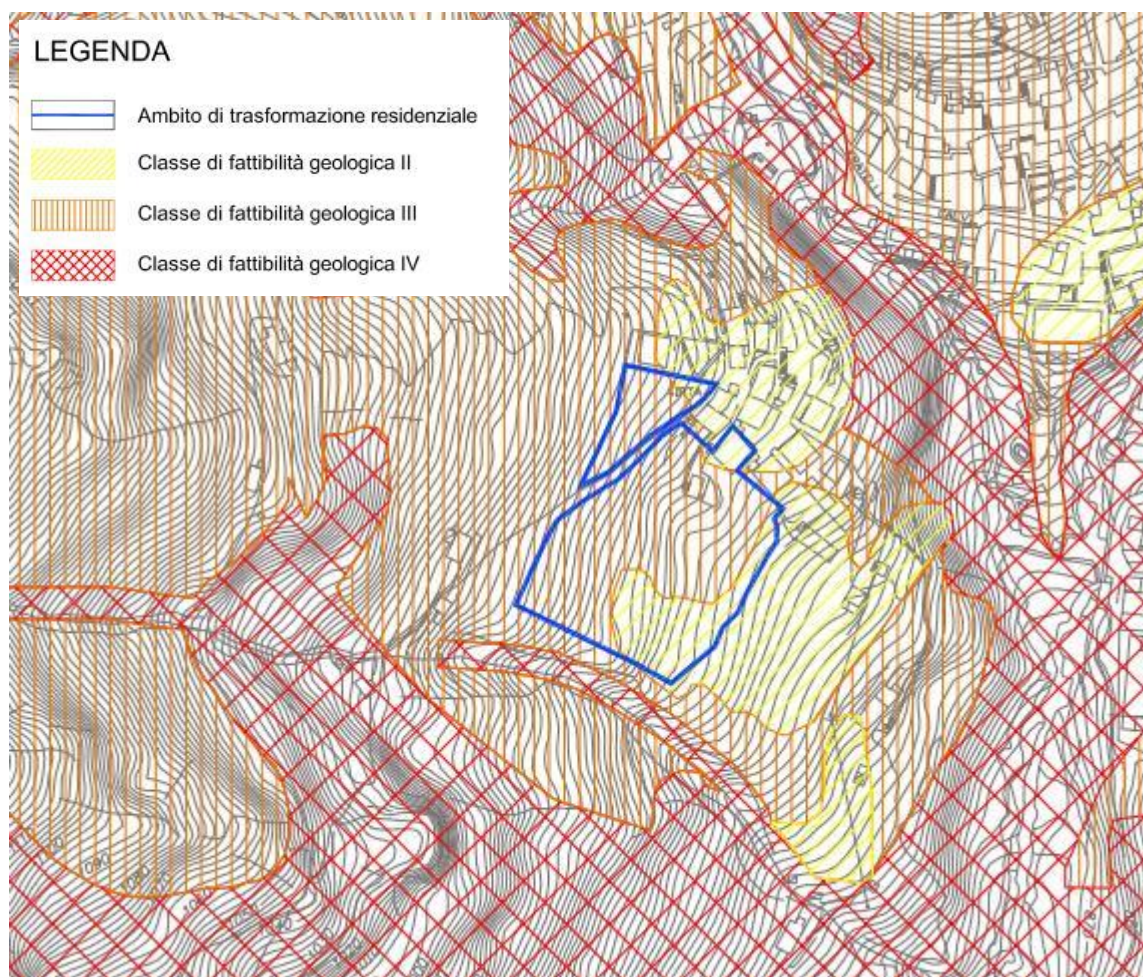 LEGENDA
Ambito di trasformazione residenziale
Classe di fattibilità geologica II
Classe di fattibilità geologica III
Classe di fattibilità geologica IV